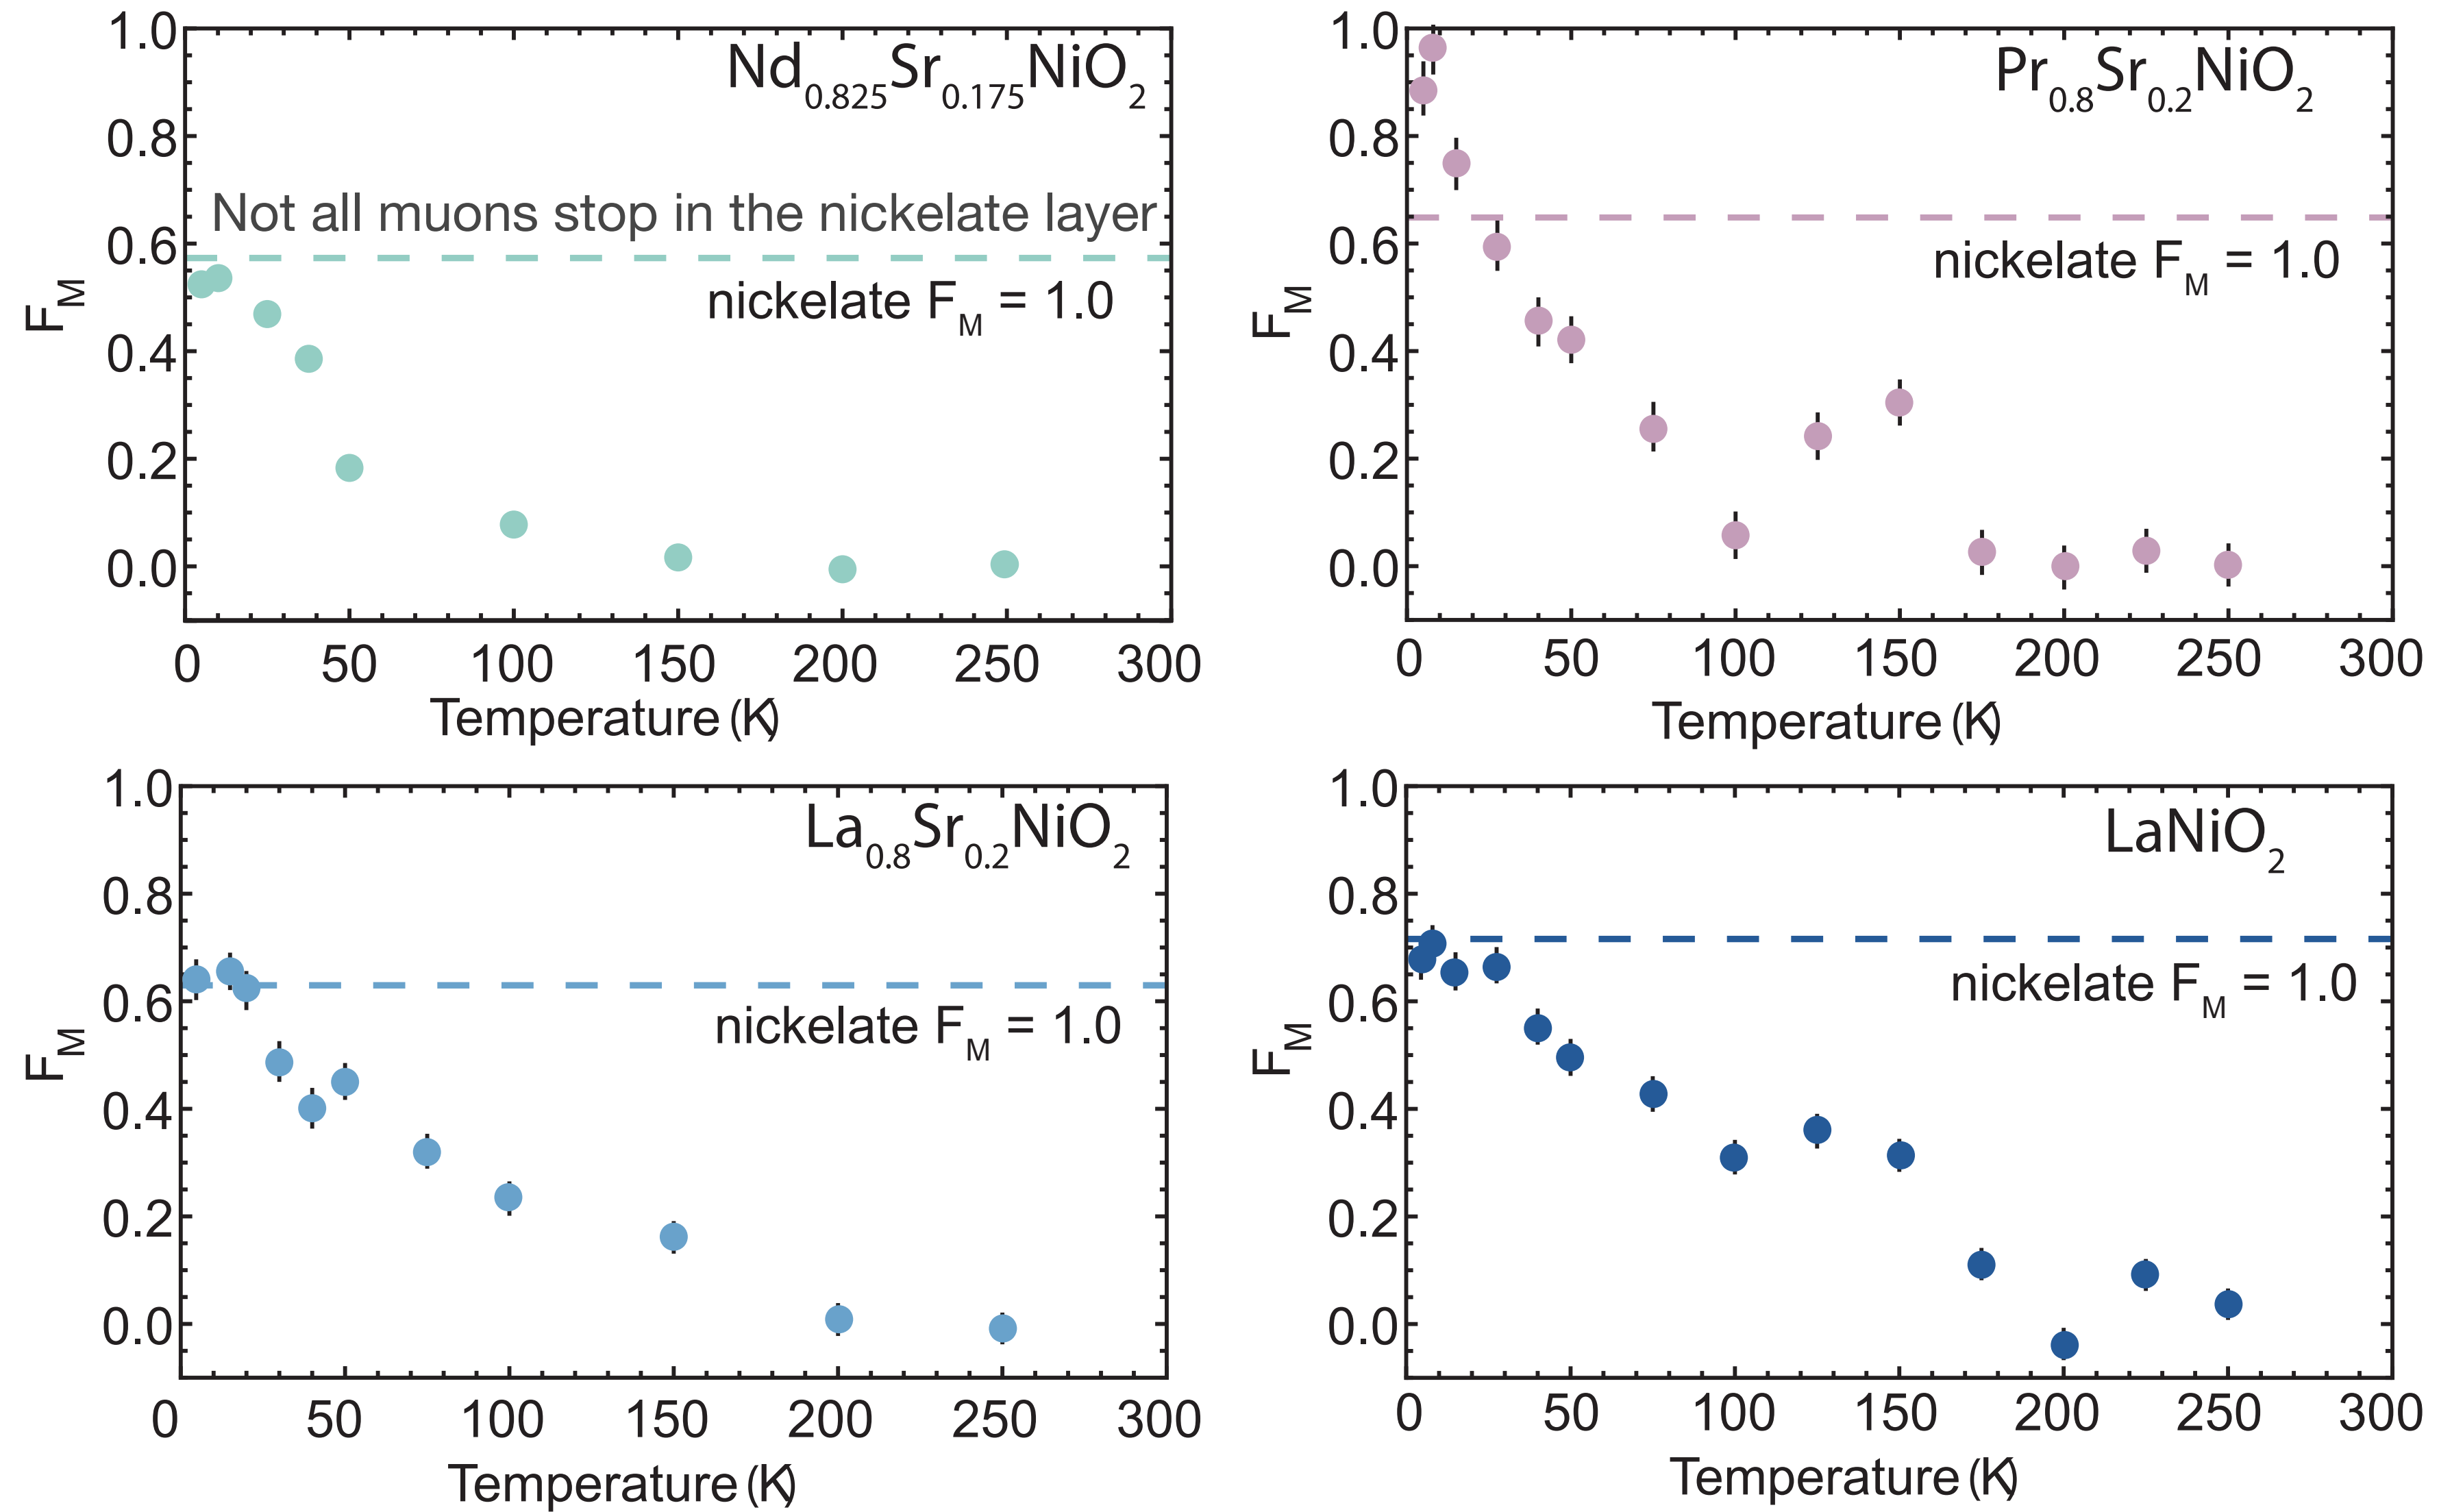 Nd0.825Sr0.175NiO2
Not all muons stop in the nickelate layer
nickelate FM = 1.0
FM
1.0
0.8
0.6
0.4
0.2
0.0
0 50 100 150 200 250 300
Temperature (K)
Pr0.8Sr0.2NiO2
nickelate FM = 1.0
FM
1.0
0.8
0.6
0.4
0.2
0.0
0 50 100 150 200 250 300
Temperature (K)
La0.8Sr0.2NiO2
nickelate FM = 1.0
FM
1.0
0.8
0.6
0.4
0.2
0.0
0 50 100 150 200 250 300
Temperature (K)
LaNiO2
nickelate FM = 1.0
FM
1.0
0.8
0.6
0.4
0.2
0.0
0 50 100 150 200 250 300
Temperature (K)